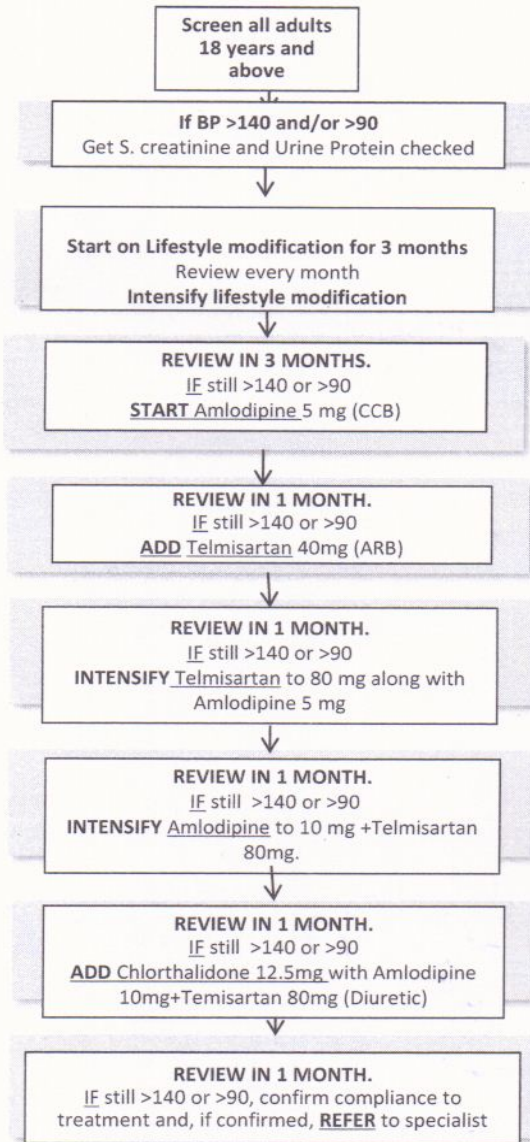 Screen all adults
18 years and
above
If BP >140 and/or >90
Get S. creatinine and Urine Protein checked
Start on Lifestyle modification for 3 months
Review every month
Intensify lifestyle modification
REVIEW IN 3 MONTHS.
IF still >140 or >90
START Amlodipine 5 mg (CCB)
REVIEW IN 1 MONTH.
IF still >140 or >90
ADD Telmisartan 40mg (ARB)
REVIEW IN 1 MONTH.
IF still >140 or >90
INTENSIFY Telmisartan to 80 mg along with
Amlodipine 5 mg
REVIEW IN 1 MONTH.
IF still >140 or >90
INTENSIFY Amlodipine to 10 mg +Telmisartan
80mg.
REVIEW IN 1 MONTH.
IF still >140 or >90
ADD Chlorthalidone 12.5mg with Amlodipine
10mg+Temisartan 80mg (Diuretic)
REVIEW IN 1 MONTH.
IF still >140 or >90, confirm compliance to
treatment and, if confirmed, REFER to specialist